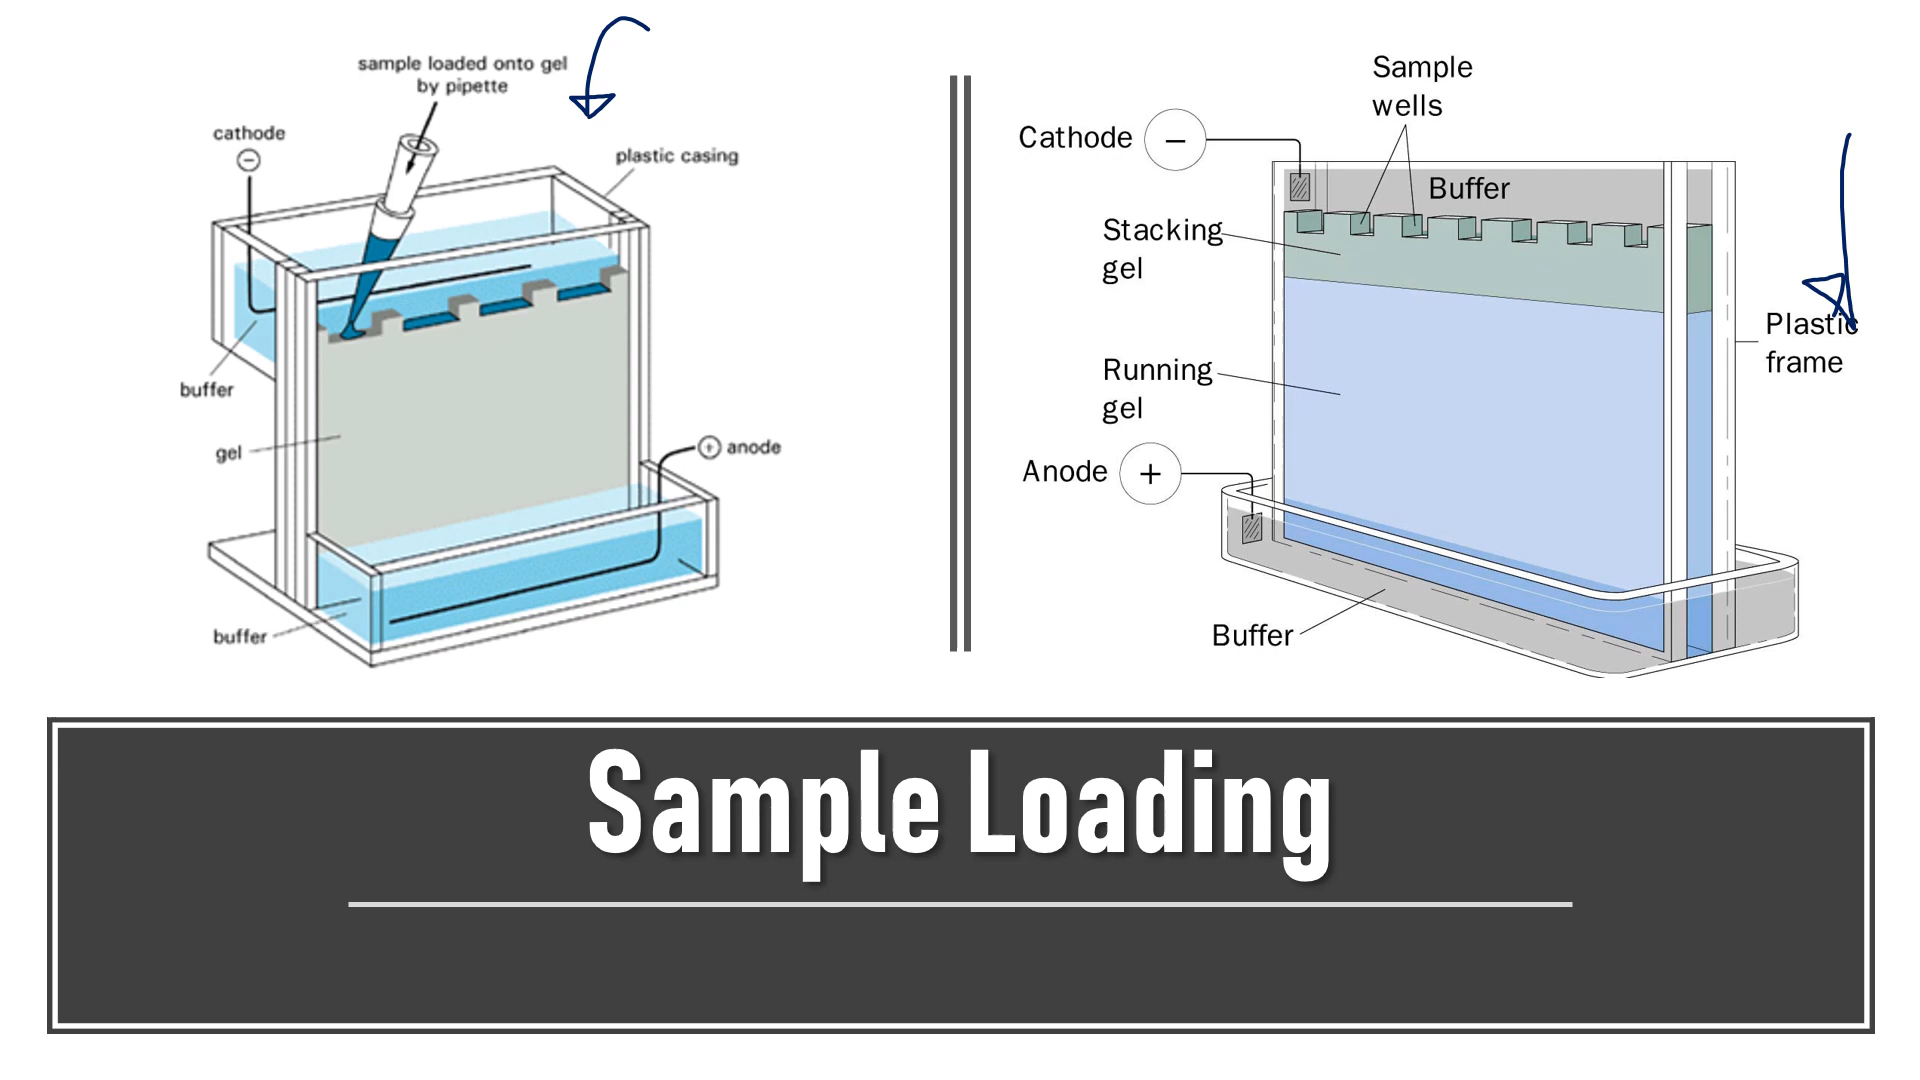 sample loaded onto gel
by pipette
cathode
−
plastic casing
buffer
gel
+ anode
buffer
Sample
wells
Cathode −
Buffer
Stacking
gel
Plastic
frame
Running
gel
Anode +
Buffer
Sample Loading